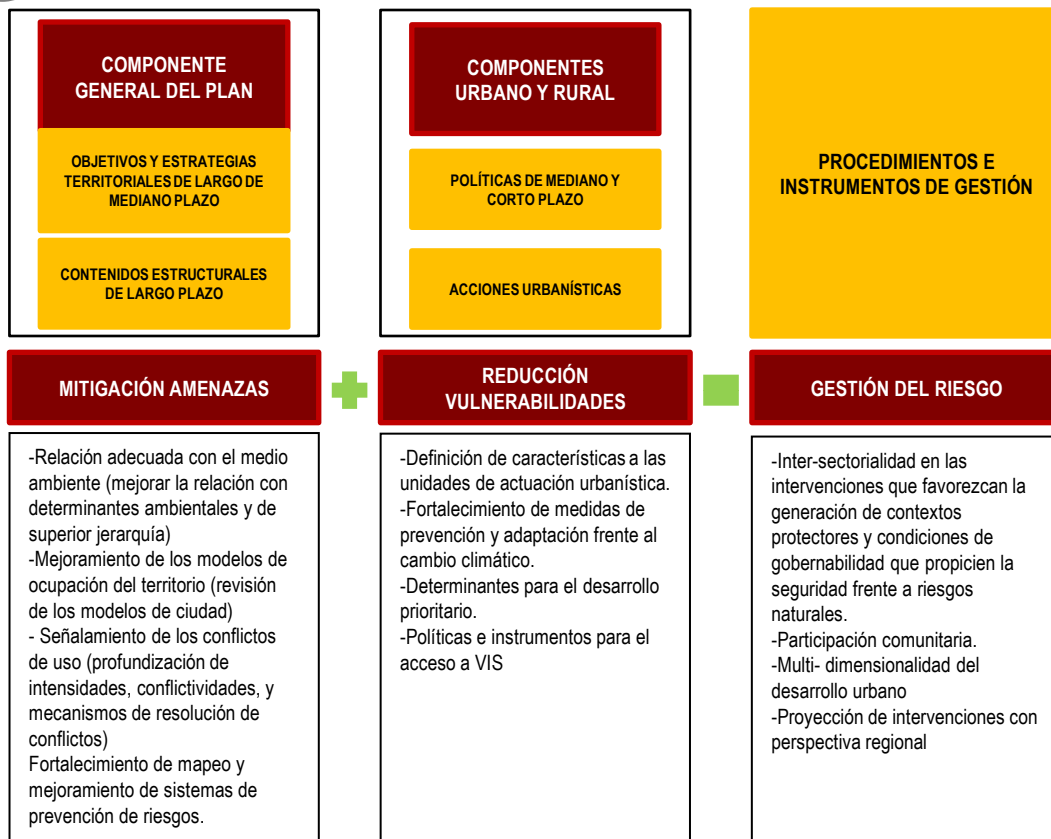 COMPONENTE
GENERAL DEL PLAN
OBJETIVOS Y ESTRATEGIAS
TERRITORIALES DE LARGO DE
MEDIANO PLAZO
CONTENIDOS ESTRUCTURALES
DE LARGO PLAZO
COMPONENTES
URBANO Y RURAL
POLÍTICAS DE MEDIANO Y
CORTO PLAZO
ACCIONES URBANÍSTICAS
PROCEDIMIENTOS E
INSTRUMENTOS DE GESTIÓN
MITIGACIÓN AMENAZAS
REDUCCIÓN
VULNERABILIDADES
GESTIÓN DEL RIESGO
-Relación adecuada con el medio
ambiente (mejorar la relación con
determinantes ambientales y de
superior jerarquía)
-Mejoramiento de los modelos de
ocupación del territorio (revisión
de los modelos de ciudad)
- Señalamiento de los conflictos
de uso (profundización de
intensidades, conflictividades, y
mecanismos de resolución de
conflictos)
Fortalecimiento de mapeo y
mejoramiento de sistemas de
prevención de riesgos.
-Definición de características a las
unidades de actuación urbanística.
-Fortalecimiento de medidas de
prevención y adaptación frente al
cambio climático.
-Determinantes para el desarrollo
prioritario.
-Políticas e instrumentos para el
acceso a VIS
-Inter-sectorialidad en las
intervenciones que favorezcan la
generación de contextos
protectores y condiciones de
gobernabilidad que propicien la
seguridad frente a riesgos
naturales.
-Participación comunitaria.
-Multi- dimensionalidad del
desarrollo urbano
-Proyección de intervenciones con
perspectiva regional